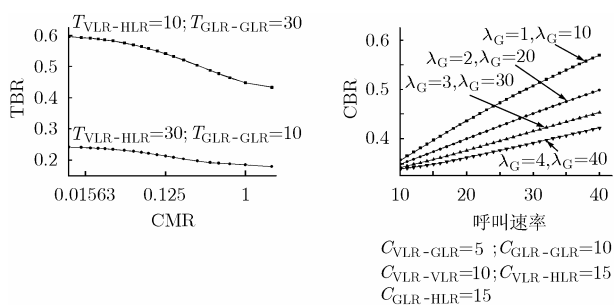 T_VLR-HLR=10; T_GLR-GLR=30
0.6
0.5
TBR
0.4
0.3
T_VLR-HLR=30; T_GLR-GLR=10
0.2
0.01563 0.125 1
CMR
λ_G=1,λ_G=10
0.6
λ_G=2,λ_G=20
CBR
λ_G=3,λ_G=30
0.4
λ_G=4,λ_G=40
10 20 30 40
呼叫速率
C_VLR-GLR=5 ;C_GLR-GLR=10
C_VLR-VLR=10;C_VLR-HLR=15
C_GLR-HLR=15